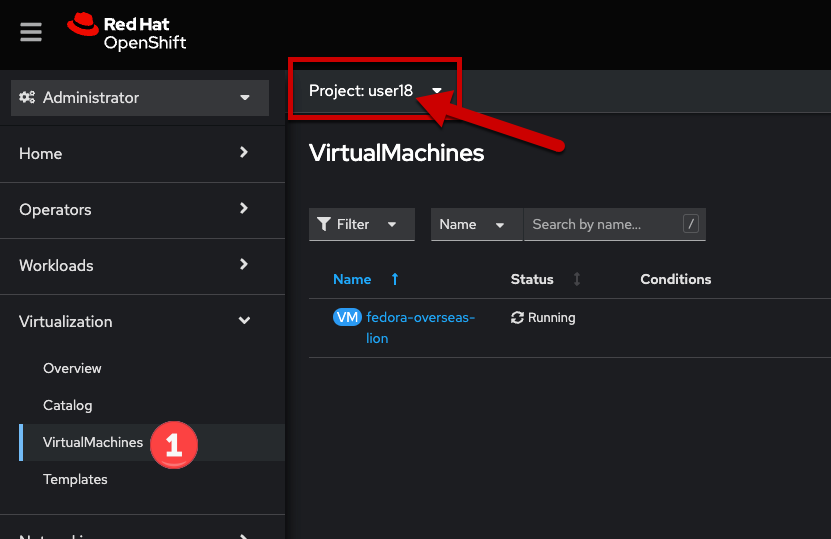 Red Hat
OpenShift
Administrator
Project: user18
Home
Operators
Workloads
Virtualization
Overview
Catalog
VirtualMachines
1
Templates
VirtualMachines
Filter
Name
Search by name...
/
Name
Status
Conditions
VM fedora-overseas-
lion
Running